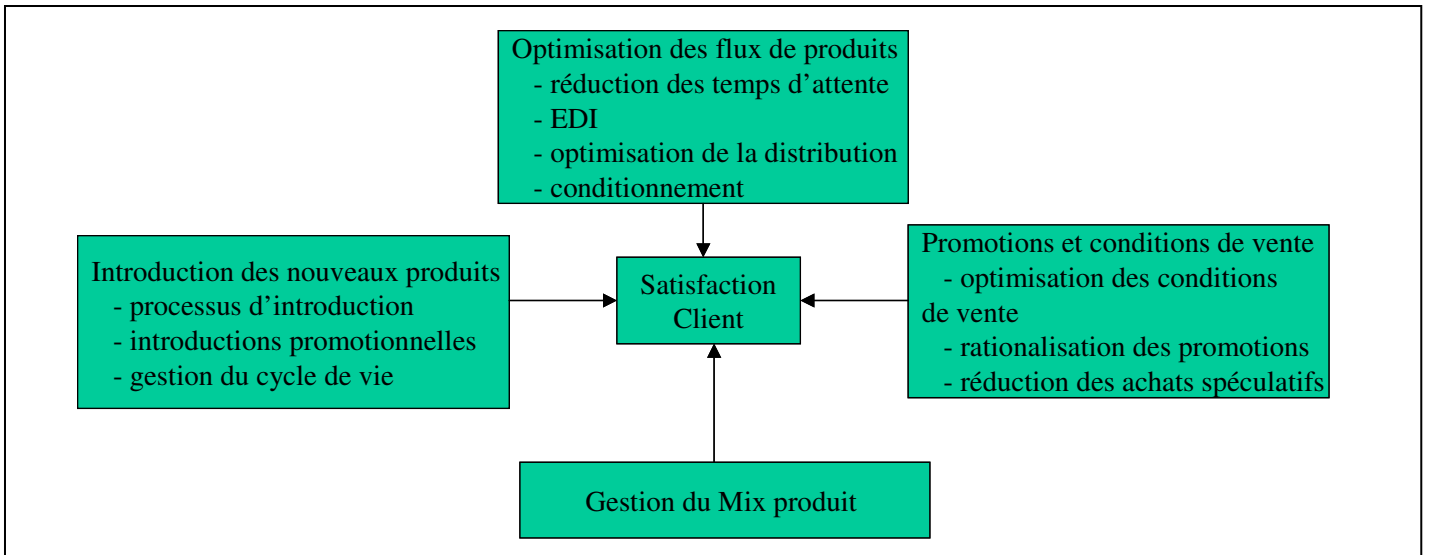 Optimisation des flux de produits
- réduction des temps d’attente
- EDI
- optimisation de la distribution
- conditionnement
Introduction des nouveaux produits
- processus d’introduction
- introductions promotionnelles
- gestion du cycle de vie
Satisfaction
Client
Promotions et conditions de vente
- optimisation des conditions
de vente
- rationalisation des promotions
- réduction des achats spéculatifs
Gestion du Mix produit